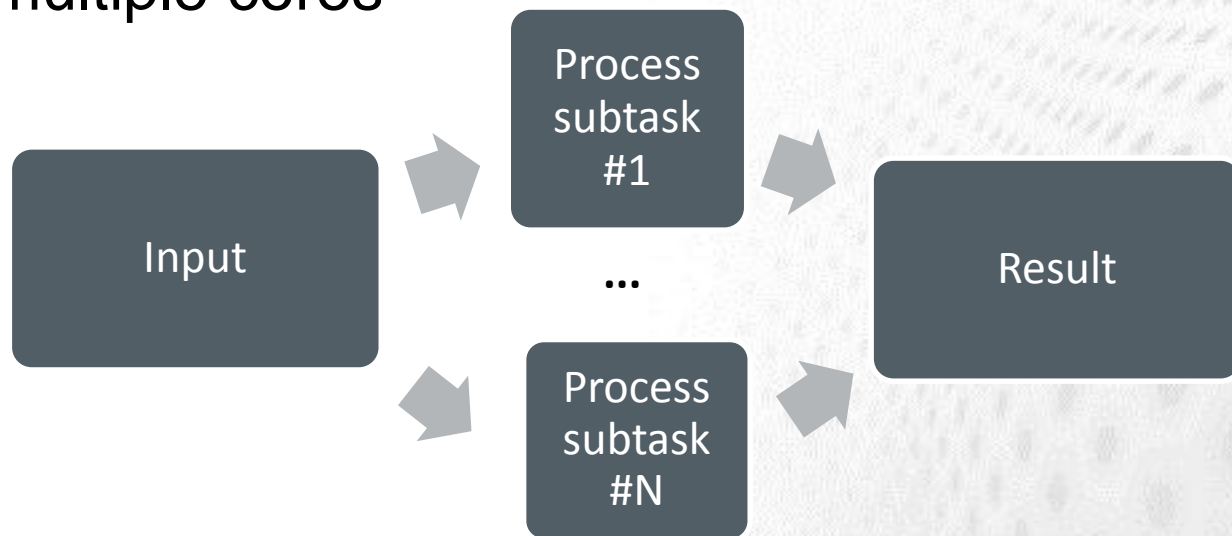 multiple cores
Process
subtask
#1
Input
...
Result
Process
subtask
#N